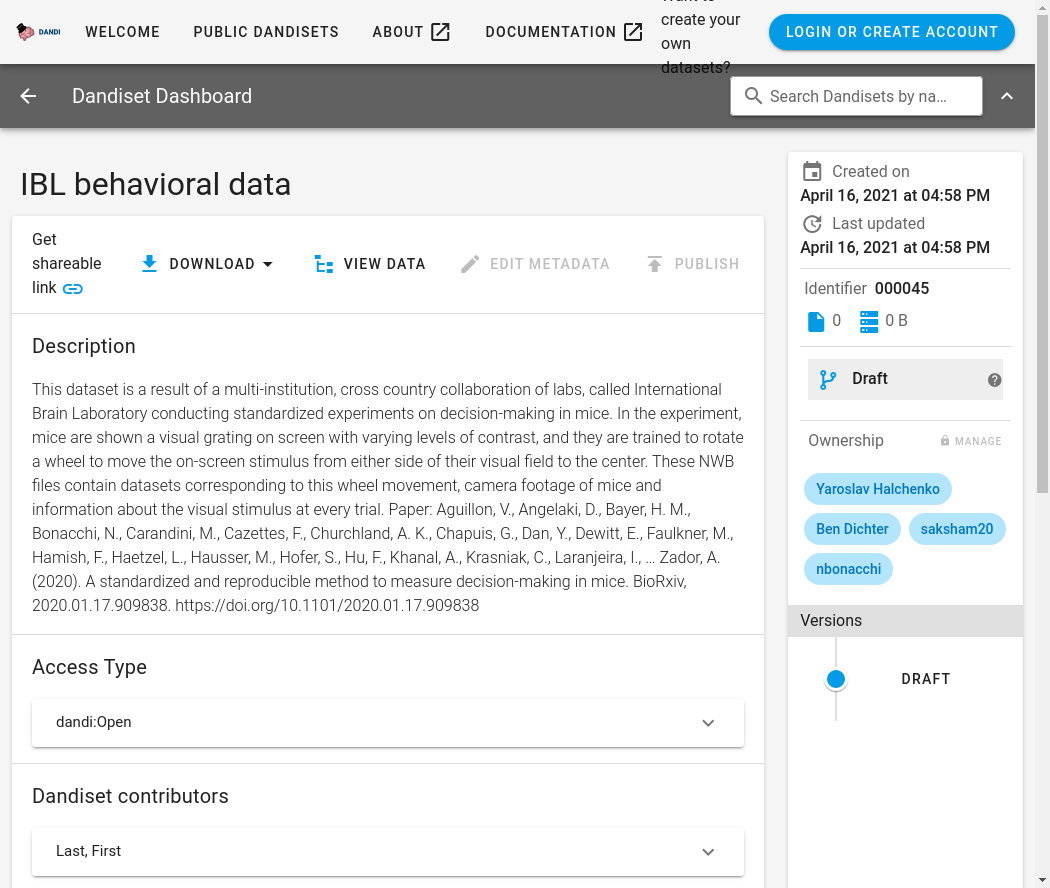 DANDI
WELCOME
PUBLIC DANDISETS
ABOUT
DOCUMENTATION
Want to
create your
own
datasets?
LOGIN OR CREATE ACCOUNT
Dandiset Dashboard
Search Dandisets by na...
IBL behavioral data
Get
shareable
link
DOWNLOAD
VIEW DATA
EDIT METADATA
PUBLISH
Description
This dataset is a result of a multi-institution, cross country collaboration of labs, called International
Brain Laboratory conducting standardized experiments on decision-making in mice. In the experiment,
mice are shown a visual grating on screen with varying levels of contrast, and they are trained to rotate
a wheel to move the on-screen stimulus from either side of their visual field to the center. These NWB
files contain datasets corresponding to this wheel movement, camera footage of mice and
information about the visual stimulus at every trial. Paper: Aguillon, V., Angelaki, D., Bayer, H. M.,
Bonacchi, N., Carandini, M., Cazettes, F., Churchland, A. K., Chapuis, G., Dan, Y., Dewitt, E., Faulkner, M.,
Hamish, F., Haetzel, L., Hausser, M., Hofer, S., Hu, F., Khanal, A., Krasniak, C., Laranjeira, I., … Zador, A.
(2020). A standardized and reproducible method to measure decision-making in mice. BioRxiv,
2020.01.17.909838. https://doi.org/10.1101/2020.01.17.909838
Access Type
dandi:Open
Dandiset contributors
Last, First
Created on
April 16, 2021 at 04:58 PM
Last updated
April 16, 2021 at 04:58 PM
Identifier 000045
0
0 B
Draft
Ownership
MANAGE
Yaroslav Halchenko
Ben Dichter
saksham20
nbonacchi
Versions
DRAFT